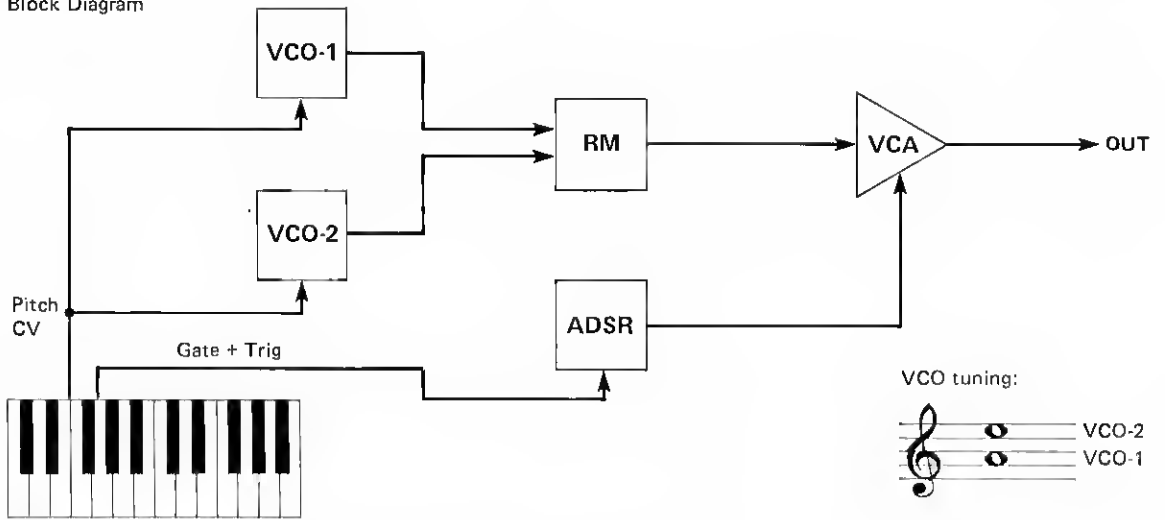 Block Diagram
VCO-1
RM
VCA
OUT
VCO-2
Pitch
CV
ADSR
Gate + Trig
VCO tuning:
VCO-2
VCO-1